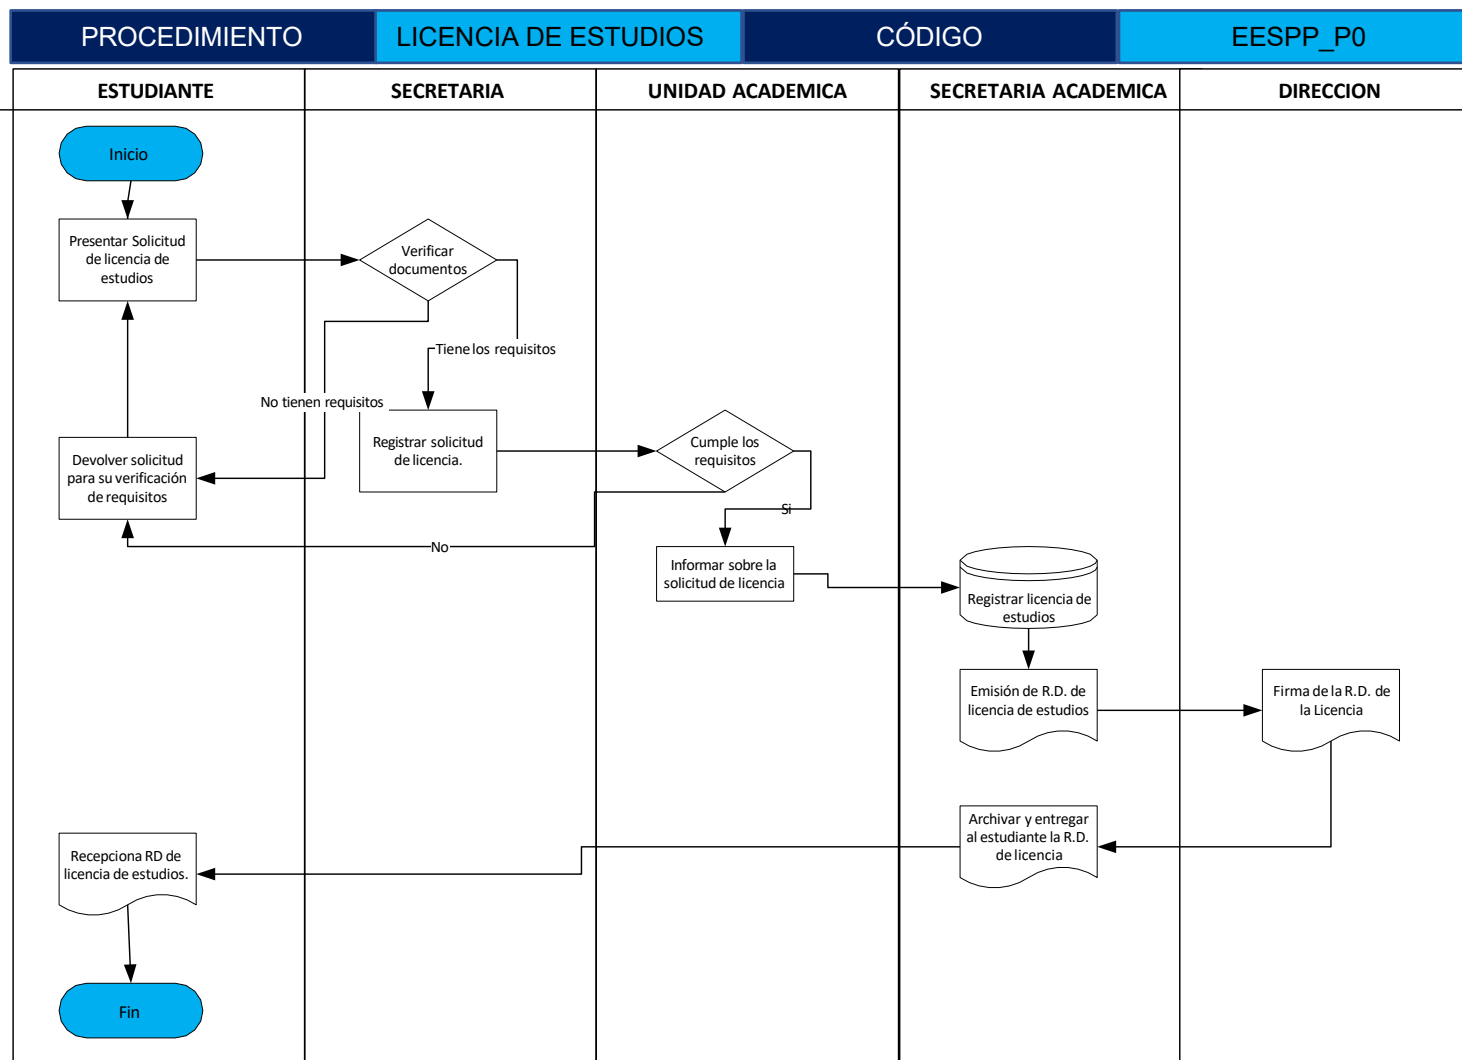 PROCEDIMIENTO
LICENCIA DE ESTUDIOS
CÓDIGO
EESPP_P0
ESTUDIANTE
SECRETARIA
UNIDAD ACADEMICA
SECRETARIA ACADEMICA
DIRECCION
Inicio
Presentar Solicitud
de licencia de
estudios
Verificar
documentos
Tiene los requisitos
No tienen requisitos
Registrar solicitud
de licencia.
Cumple los
requisitos
Devolver solicitud
para su verificación
de requisitos
Si
No
Informar sobre la
solicitud de licencia
Registrar licencia de
estudios
Emisión de R.D. de
licencia de estudios
Firma de la R.D. de
la Licencia
Archivar y entregar
al estudiante la R.D.
de licencia
Recepciona RD de
licencia de estudios.
Fin